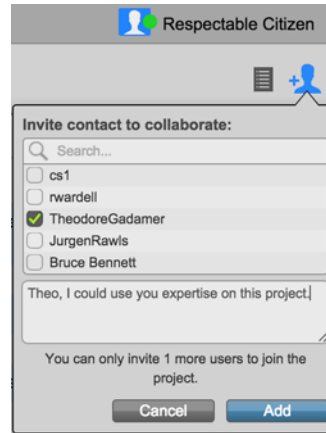 Respectable Citizen
Invite contact to collaborate:
Search...
cs1
rwardell
TheodoreGadamer
JurgenRawls
Bruce Bennett
Theo, I could use you expertise on this project.
You can only invite 1 more users to join the
project.
Cancel
Add